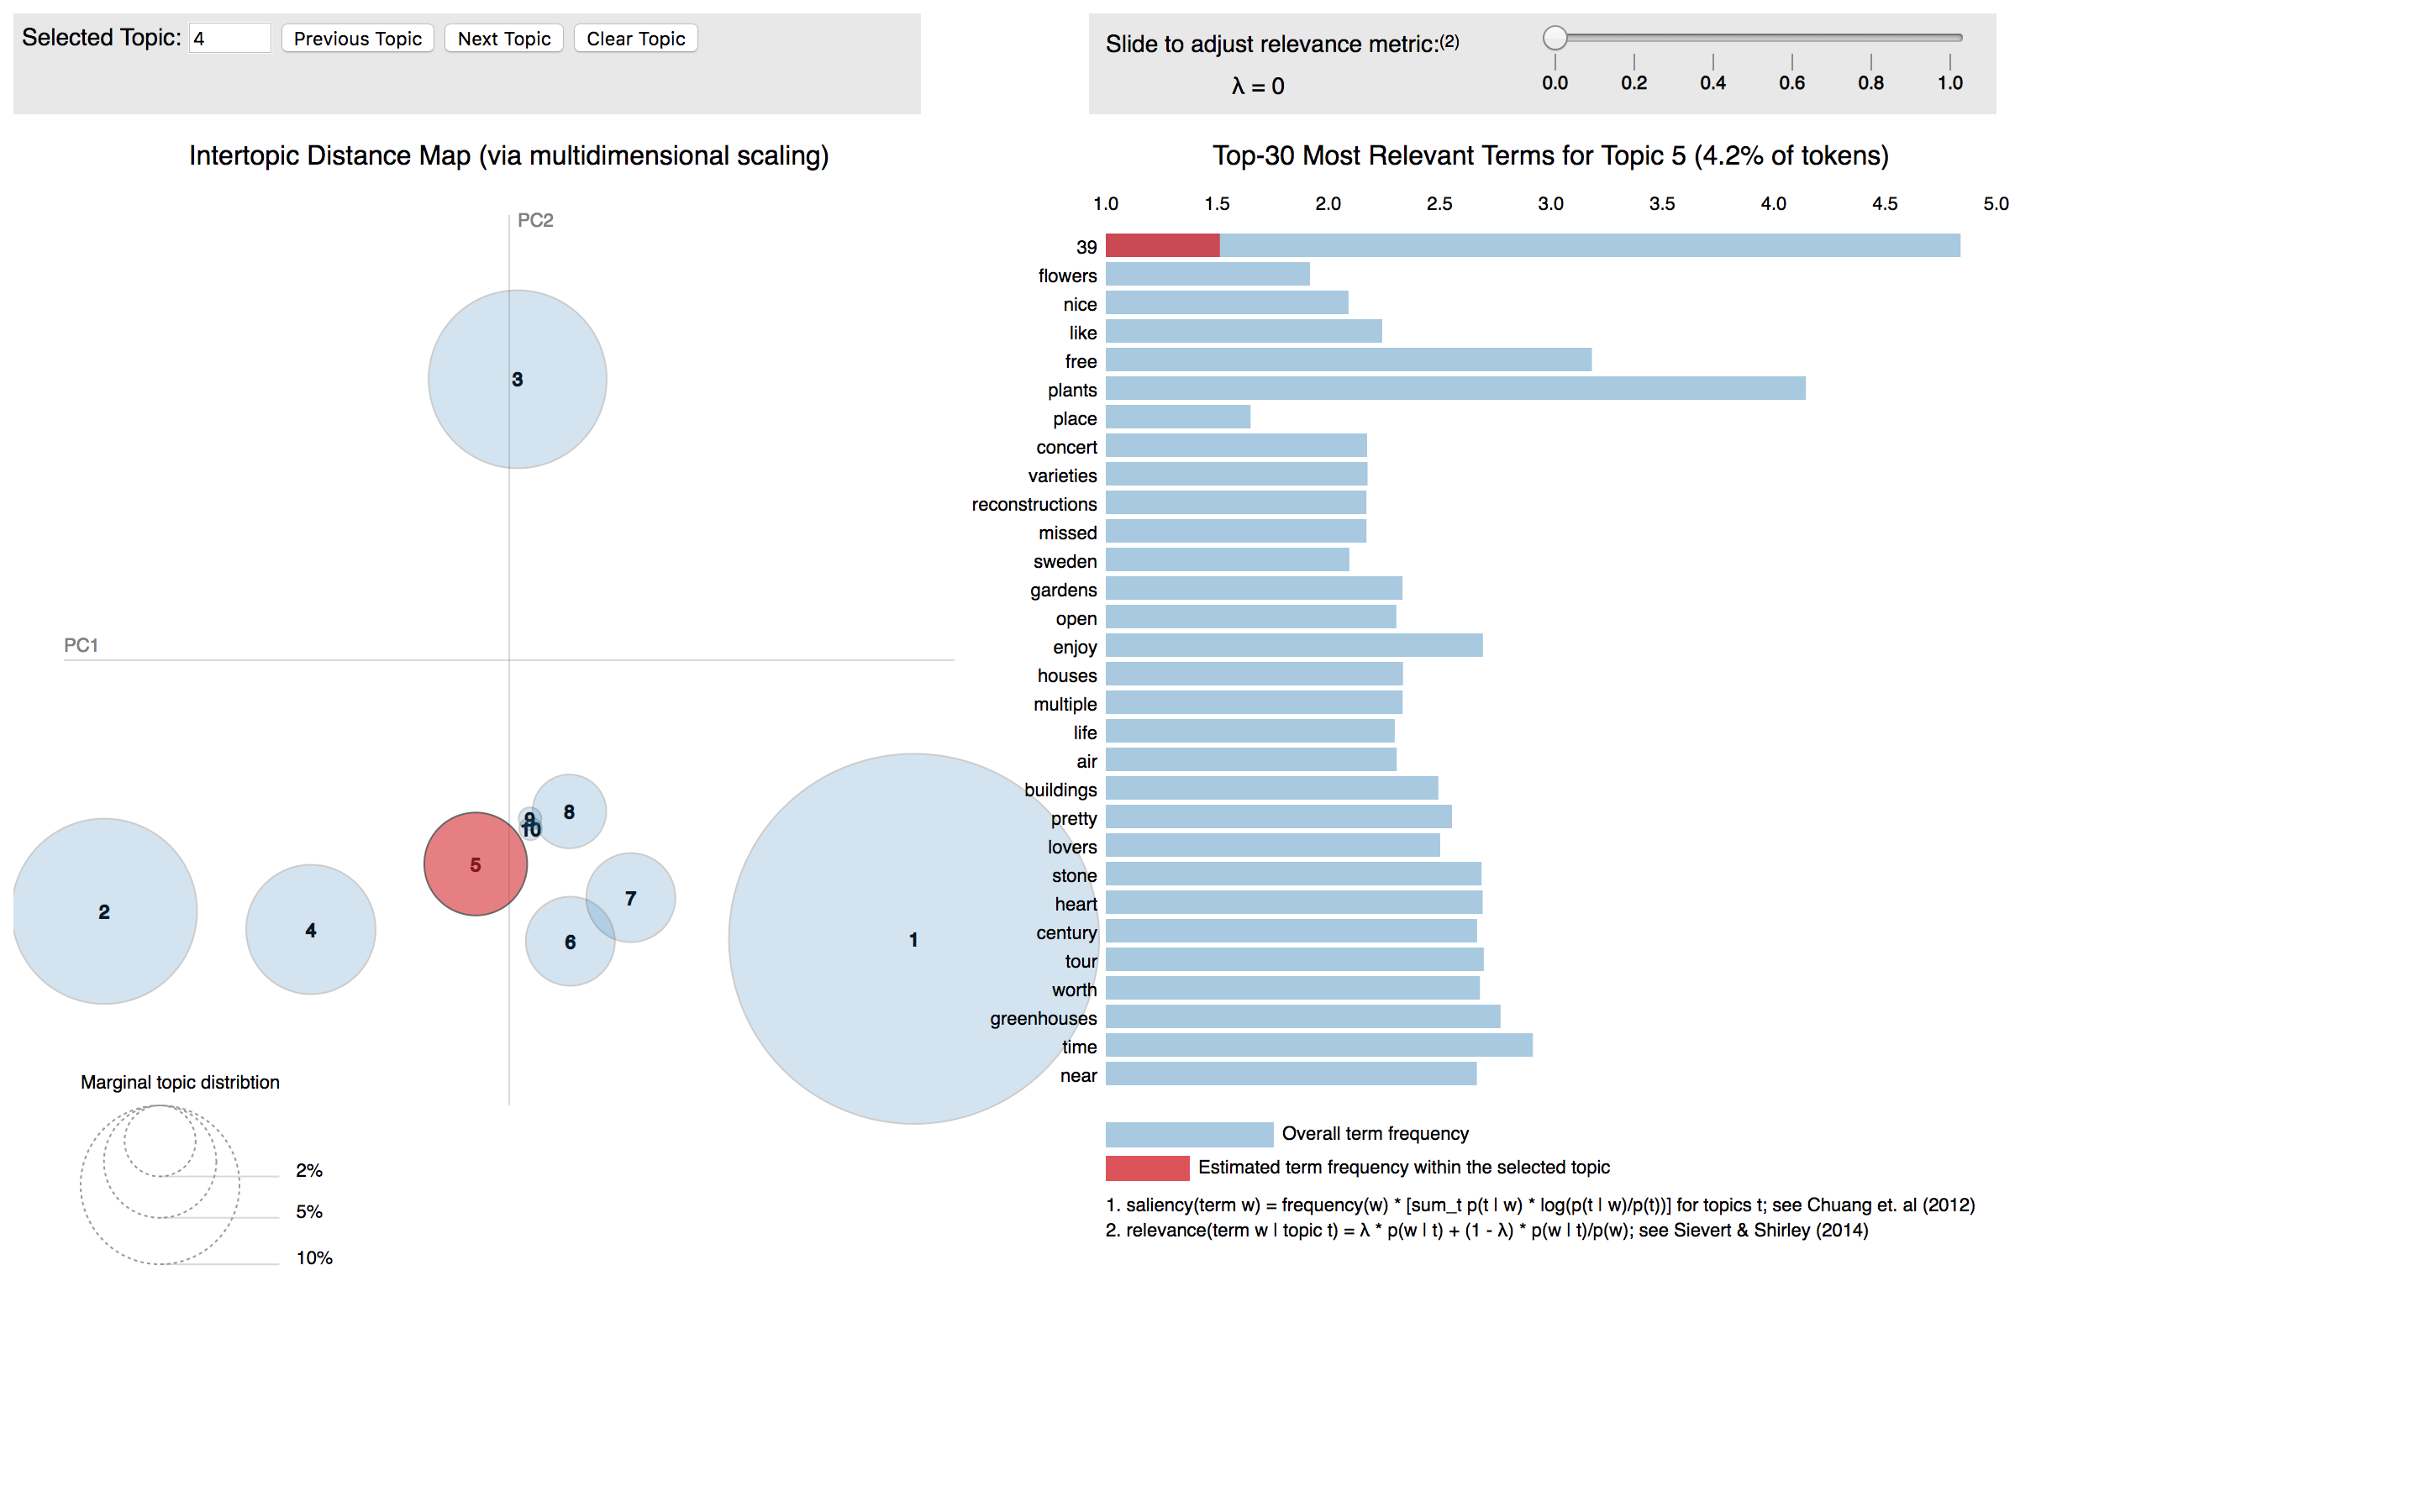 Selected Topic: 4 Previous Topic Next Topic Clear Topic
Slide to adjust relevance metric:(2)
λ = 0
0.0 0.2 0.4 0.6 0.8 1.0
Intertopic Distance Map (via multidimensional scaling)
PC2
PC1
3
8
9
10
5
7
2
4
6
1
Marginal topic distribtion
2%
5%
10%
Top-30 Most Relevant Terms for Topic 5 (4.2% of tokens)
1.0 1.5 2.0 2.5 3.0 3.5 4.0 4.5 5.0
39
flowers
nice
like
free
plants
place
concert
varieties
reconstructions
missed
sweden
gardens
open
enjoy
houses
multiple
life
air
buildings
pretty
lovers
stone
heart
century
tour
worth
greenhouses
time
near
Overall term frequency
Estimated term frequency within the selected topic
1. saliency(term w) = frequency(w) * [sum_t p(t | w) * log(p(t | w)/p(t))] for topics t; see Chuang et. al (2012)
2. relevance(term w | topic t) = λ * p(w | t) + (1 - λ) * p(w | t)/p(w); see Sievert & Shirley (2014)